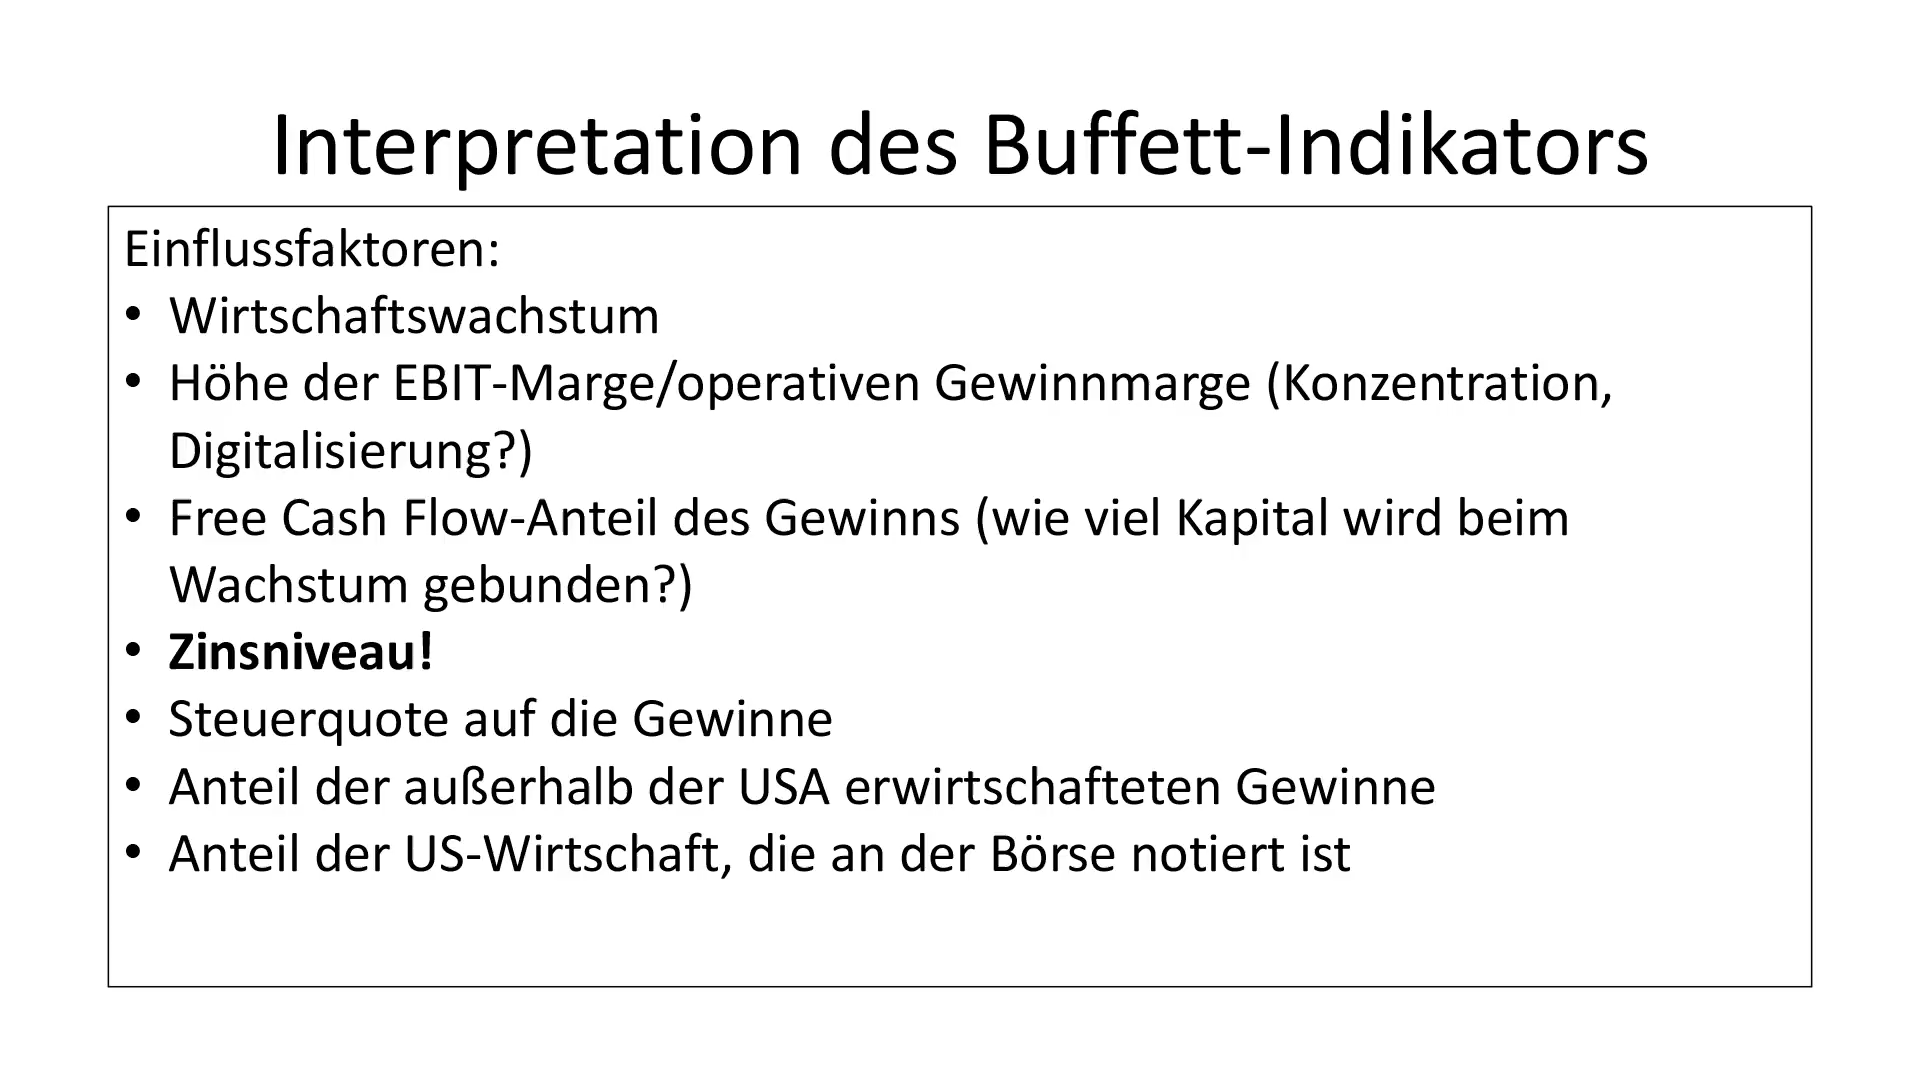 Interpretation des Buffett-Indikators
Einflussfaktoren:
• Wirtschaftswachstum
• Höhe der EBIT-Marge/operativen Gewinnmarge (Konzentration,
Digitalisierung?)
• Free Cash Flow-Anteil des Gewinns (wie viel Kapital wird beim
Wachstum gebunden?)
• Zinsniveau!
• Steuerquote auf die Gewinne
• Anteil der außerhalb der USA erwirtschafteten Gewinne
• Anteil der US-Wirtschaft, die an der Börse notiert ist